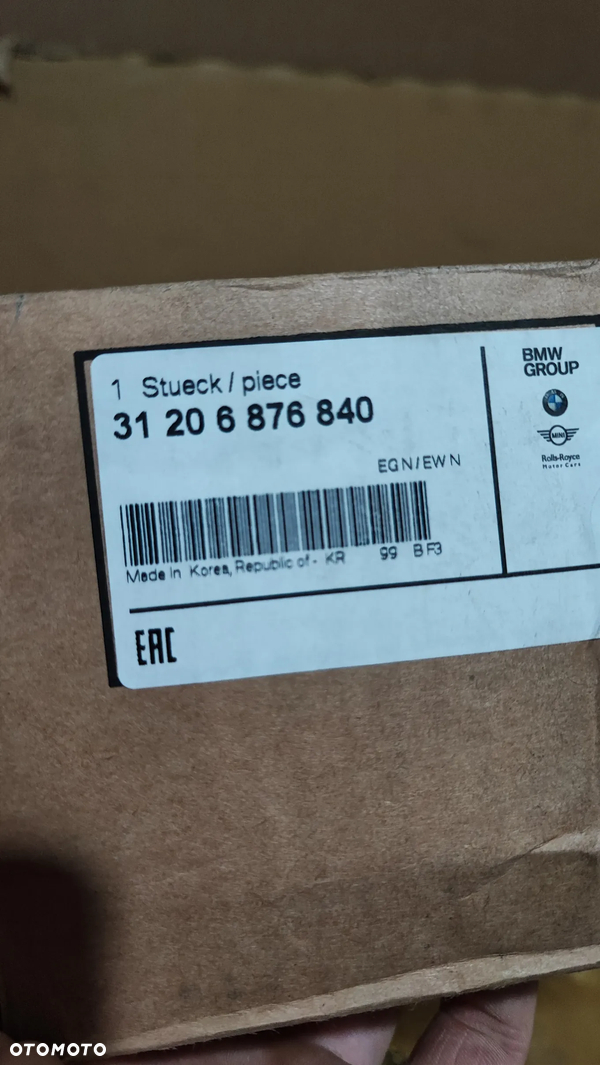 1 Stueck / piece
31 20 6 876 840
EGN/EWN
Made in Korea, Republic of - KR 99 BF3
EAC
BMW
GROUP
MINI
Rolls-Royce
Motor Cars
OTOMOTO